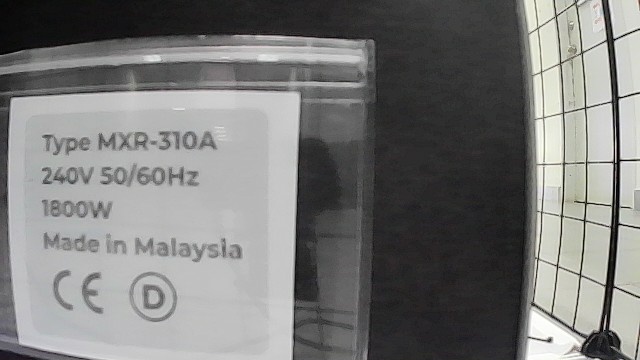 Type MXR-310A
240V 50/60Hz
1800W
Made in Malaysia
CE D